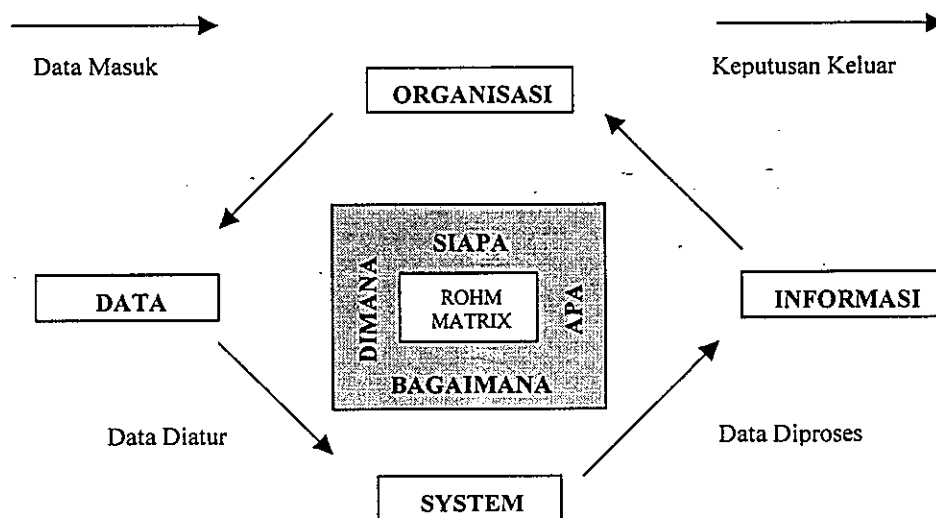 Data Masuk
Keputusan Keluar
ORGANISASI
SIAPA
DATA
DIMANA
ROHM
MATRIX
APA
INFORMASI
BAGAIMANA
Data Diatur
Data Diproses
SYSTEM